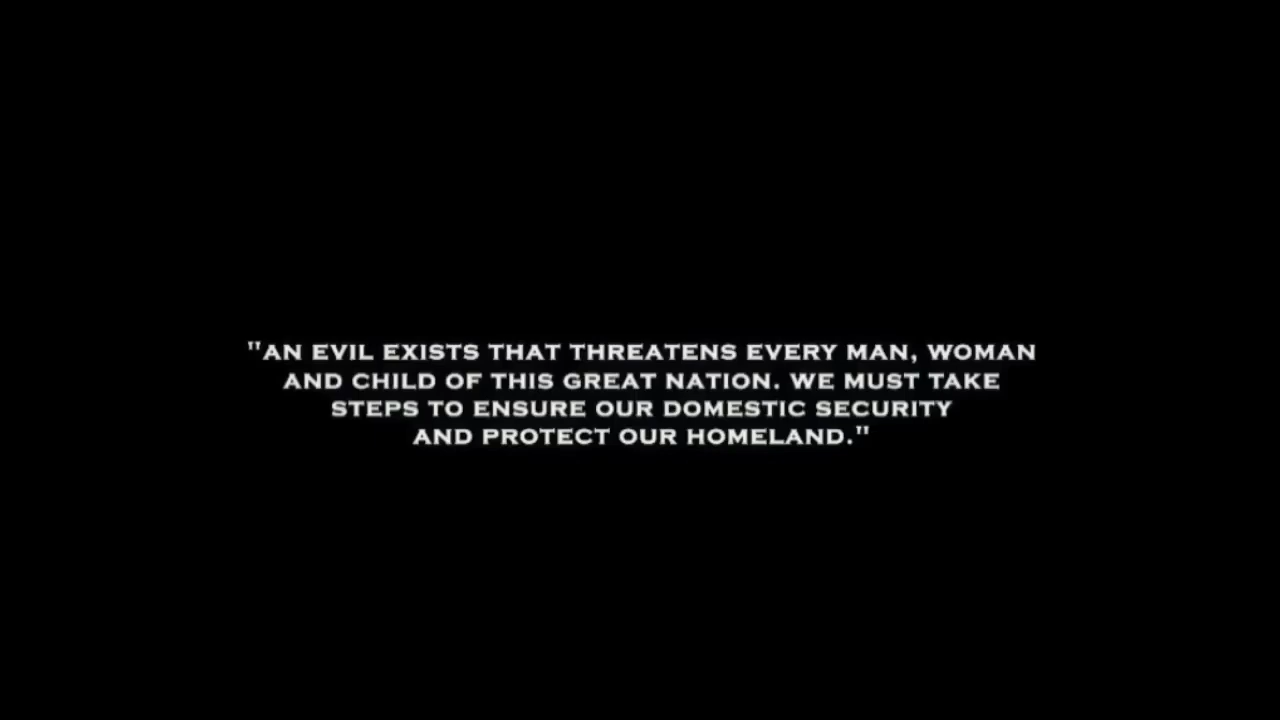 "AN EVIL EXISTS THAT THREATENS EVERY MAN, WOMAN
AND CHILD OF THIS GREAT NATION. WE MUST TAKE
STEPS TO ENSURE OUR DOMESTIC SECURITY
AND PROTECT OUR HOMELAND."